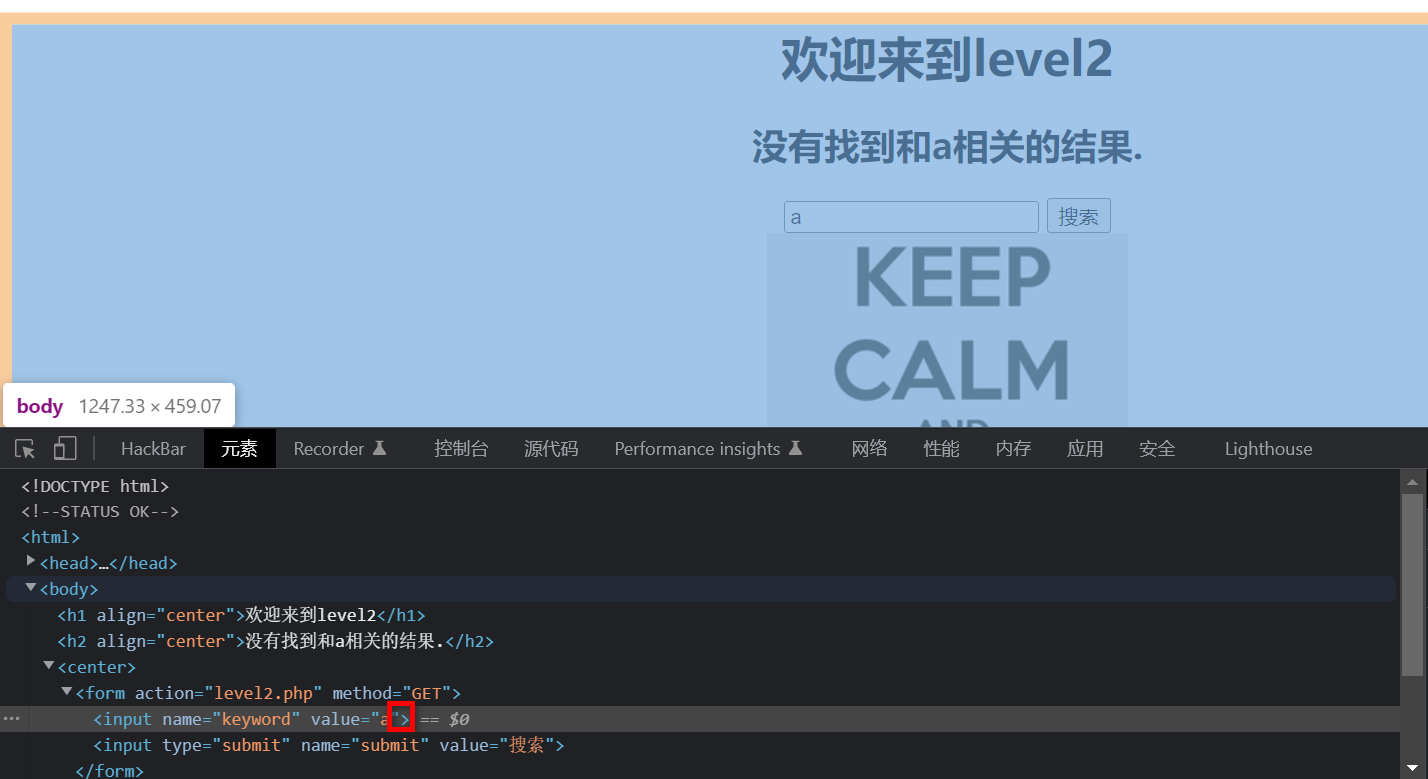 欢迎来到level2
没有找到和a相关的结果.
a 搜索
KEEP
CALM
AND
body 1247.33 × 459.07
HackBar 元素 Recorder 控制台 源代码 Performance insights 网络 性能 内存 应用 安全 Lighthouse
<!DOCTYPE html>
<!--STATUS OK-->
<html>
<head>…</head>
<body>
<h1 align="center">欢迎来到level2</h1>
<h2 align="center">没有找到和a相关的结果.</h2>
<center>
<form action="level2.php" method="GET">
<input name="keyword" value="a"> == $0
<input type="submit" name="submit" value="搜索">
</form>